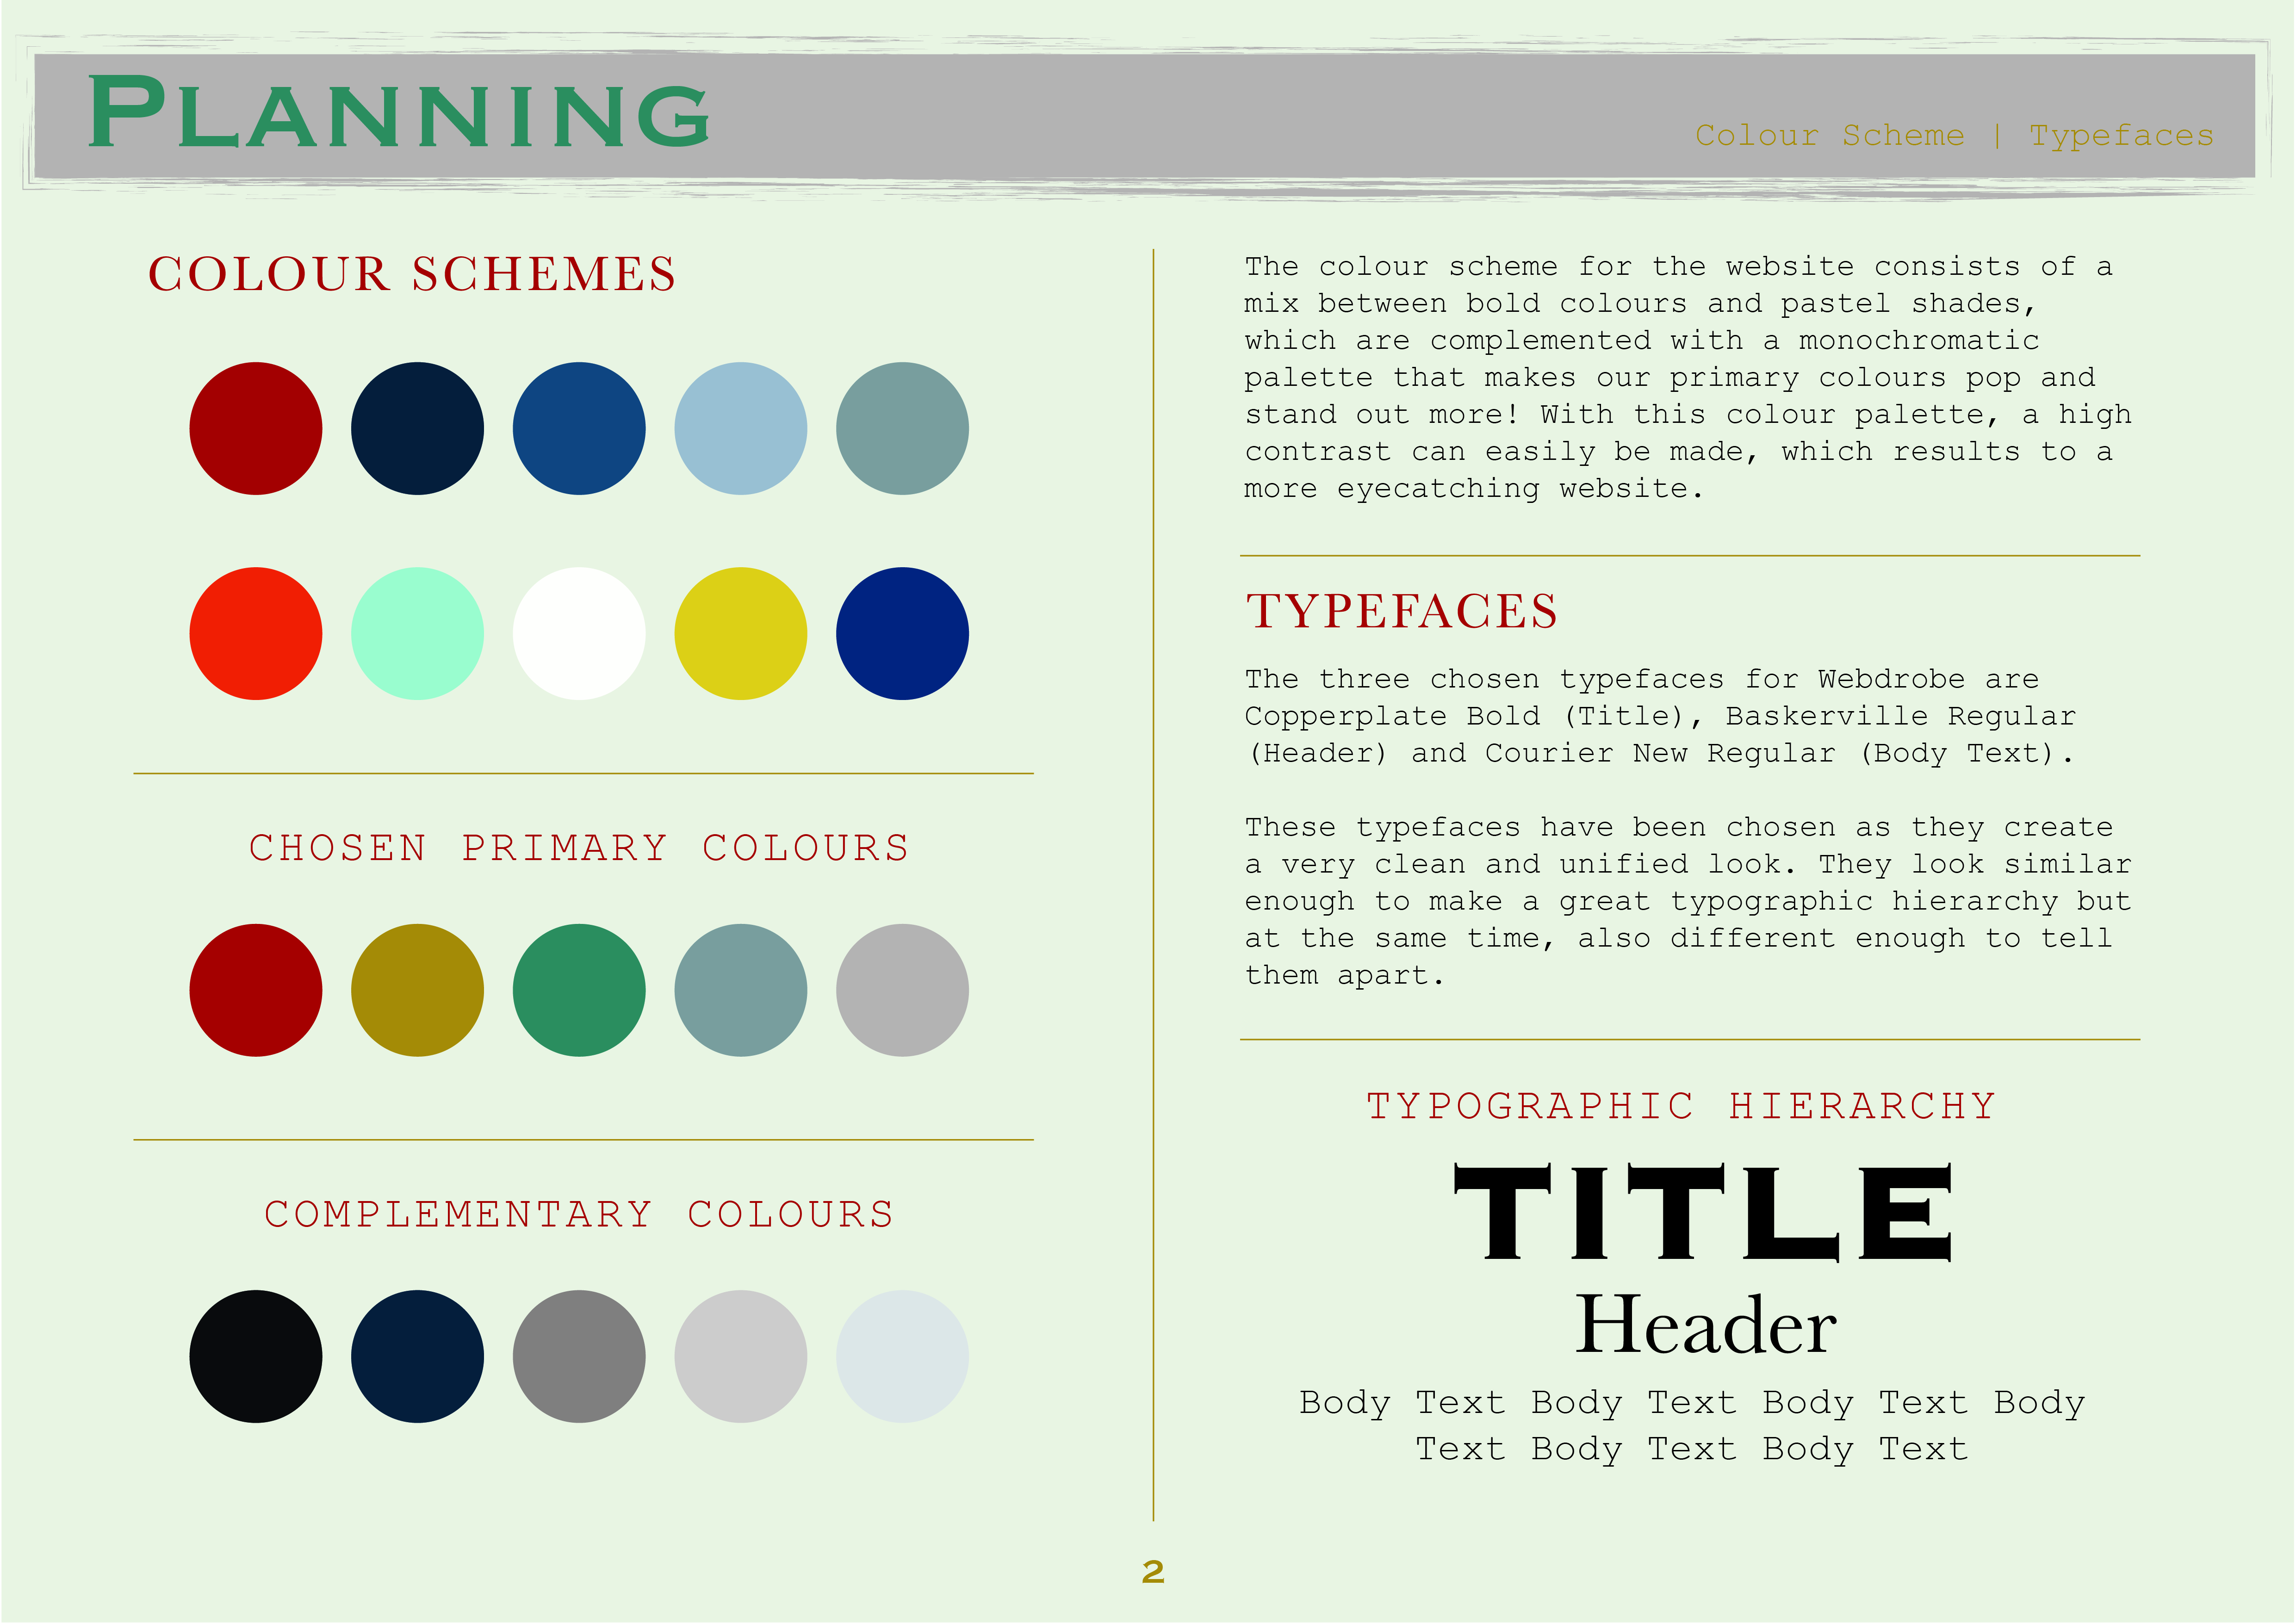 PLANNING
Colour Scheme | Typefaces
COLOUR SCHEMES
CHOSEN PRIMARY COLOURS
COMPLEMENTARY COLOURS
The colour scheme for the website consists of a
mix between bold colours and pastel shades,
which are complemented with a monochromatic
palette that makes our primary colours pop and
stand out more! With this colour palette, a high
contrast can easily be made, which results to a
more eyecatching website.
TYPEFACES
The three chosen typefaces for Webdrobe are
Copperplate Bold (Title), Baskerville Regular
(Header) and Courier New Regular (Body Text).
These typefaces have been chosen as they create
a very clean and unified look. They look similar
enough to make a great typographic hierarchy but
at the same time, also different enough to tell
them apart.
TYPOGRAPHIC HIERARCHY
TITLE
Header
Body Text Body Text Body Text Body
Text Body Text Body Text
2